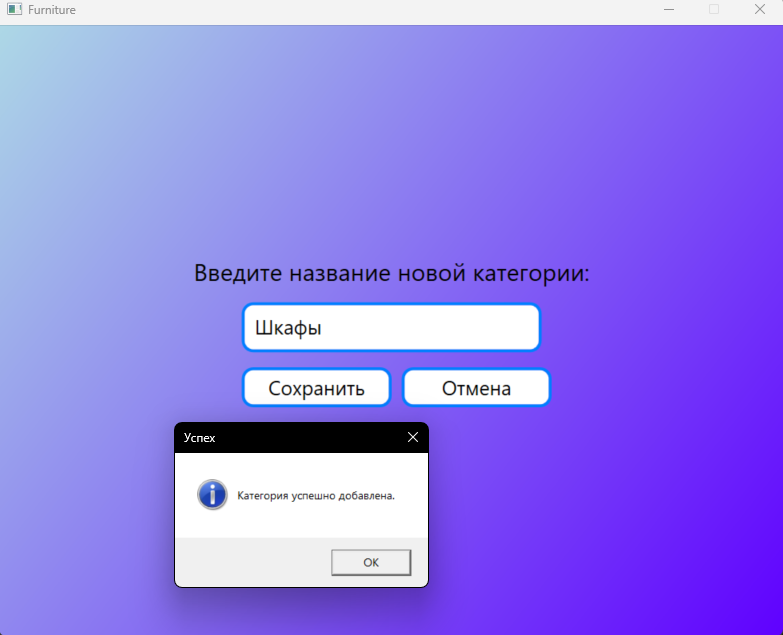 Furniture
Введите название новой категории:
Шкафы
Сохранить
Отмена
Успех
Категория успешно добавлена.
OK